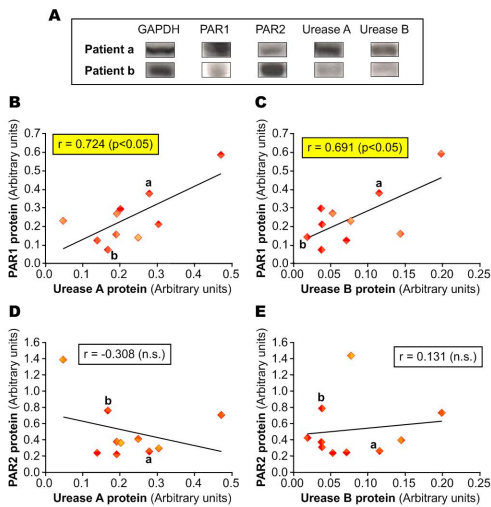 A
GAPDH PAR1 PAR2 Urease A Urease B
Patient a
Patient b
B
r = 0.724 (p<0.05)
PAR1 protein (Arbitrary units)
0.7
0.6
0.5
0.4
0.3
0.2
0.1
0.0
a
b
0.0 0.1 0.2 0.3 0.4 0.5
Urease A protein (Arbitrary units)
C
r = 0.691 (p<0.05)
PAR1 protein (Arbitrary units)
0.7
0.6
0.5
0.4
0.3
0.2
0.1
0.0
a
b
0.00 0.05 0.10 0.15 0.20 0.25
Urease B protein (Arbitrary units)
D
r = -0.308 (n.s.)
PAR2 protein (Arbitrary units)
1.6
1.4
1.2
1.0
0.8
0.6
0.4
0.2
0.0
b
a
0.0 0.1 0.2 0.3 0.4 0.5
Urease A protein (Arbitrary units)
E
r = 0.131 (n.s.)
PAR2 protein (Arbitrary units)
1.6
1.4
1.2
1.0
0.8
0.6
0.4
0.2
0.0
b
a
0.00 0.05 0.10 0.15 0.20 0.25
Urease B protein (Arbitrary units)